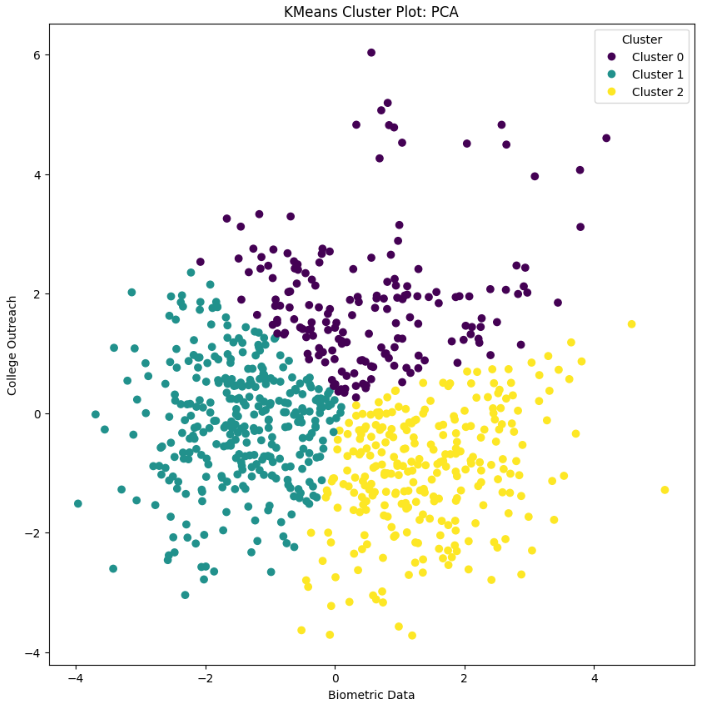 KMeans Cluster Plot: PCA
Cluster
Cluster 0
Cluster 1
Cluster 2
College Outreach
6
4
2
0
−2
−4
−4
−2
0
2
4
Biometric Data